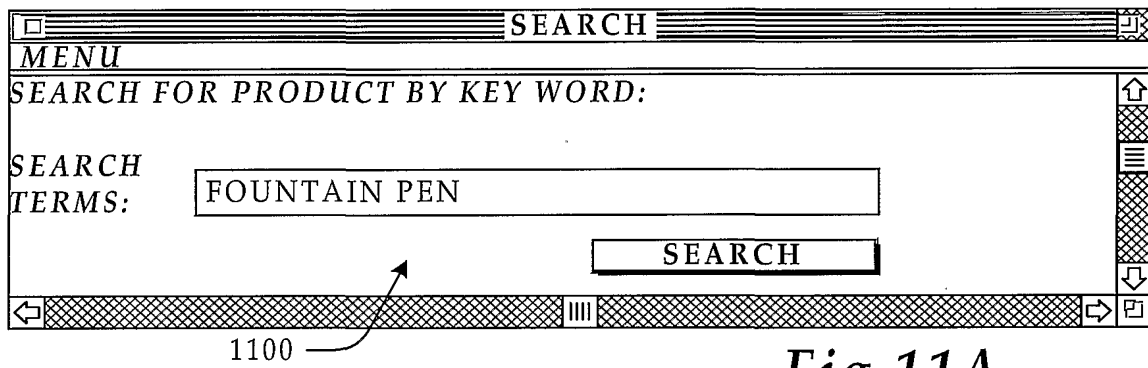 SEARCH
MENU
SEARCH FOR PRODUCT BY KEY WORD:
SEARCH
TERMS:
FOUNTAIN PEN
SEARCH
1100
Fig 11A